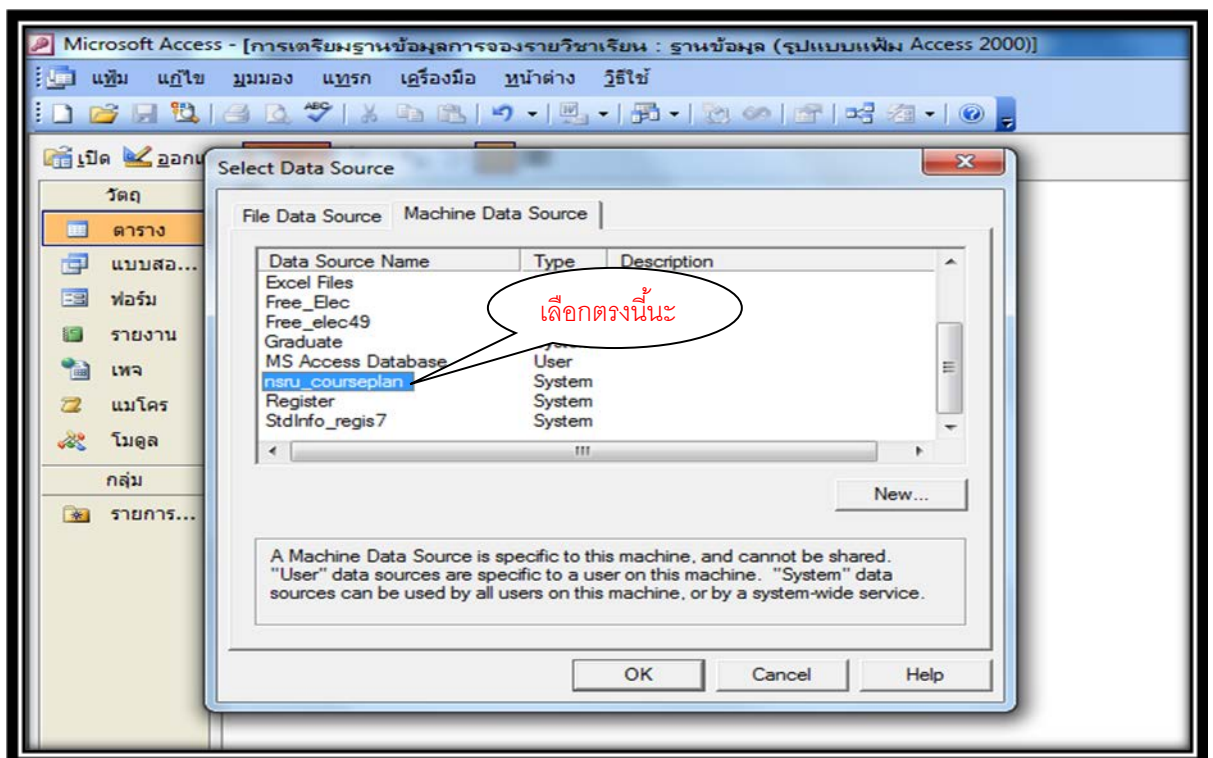 Microsoft Access - [การเตรียมฐานข้อมูลการจองรายวิชาเรียน : ฐานข้อมูล (รูปแบบแฟ้ม Access 2000)]
แฟ้ม แก้ไข มุมมอง แทรก เครื่องมือ หน้าต่าง วิธีใช้
เปิด ออกแ
Select Data Source
วัตถุ
ตาราง
แบบสอ...
ฟอร์ม
รายงาน
เพจ
แมโคร
โมดูล
กลุ่ม
รายการ...
File Data Source Machine Data Source
Data Source Name Type Description
Excel Files
Free_Elec
Free_elec49
Graduate
MS Access Database User
nsru_courseplan System
Register System
StdInfo_regis7 System
เลือกตรงนี้นะ
New...
A Machine Data Source is specific to this machine, and cannot be shared.
"User" data sources are specific to a user on this machine. "System" data
sources can be used by all users on this machine, or by a system-wide service.
OK Cancel Help